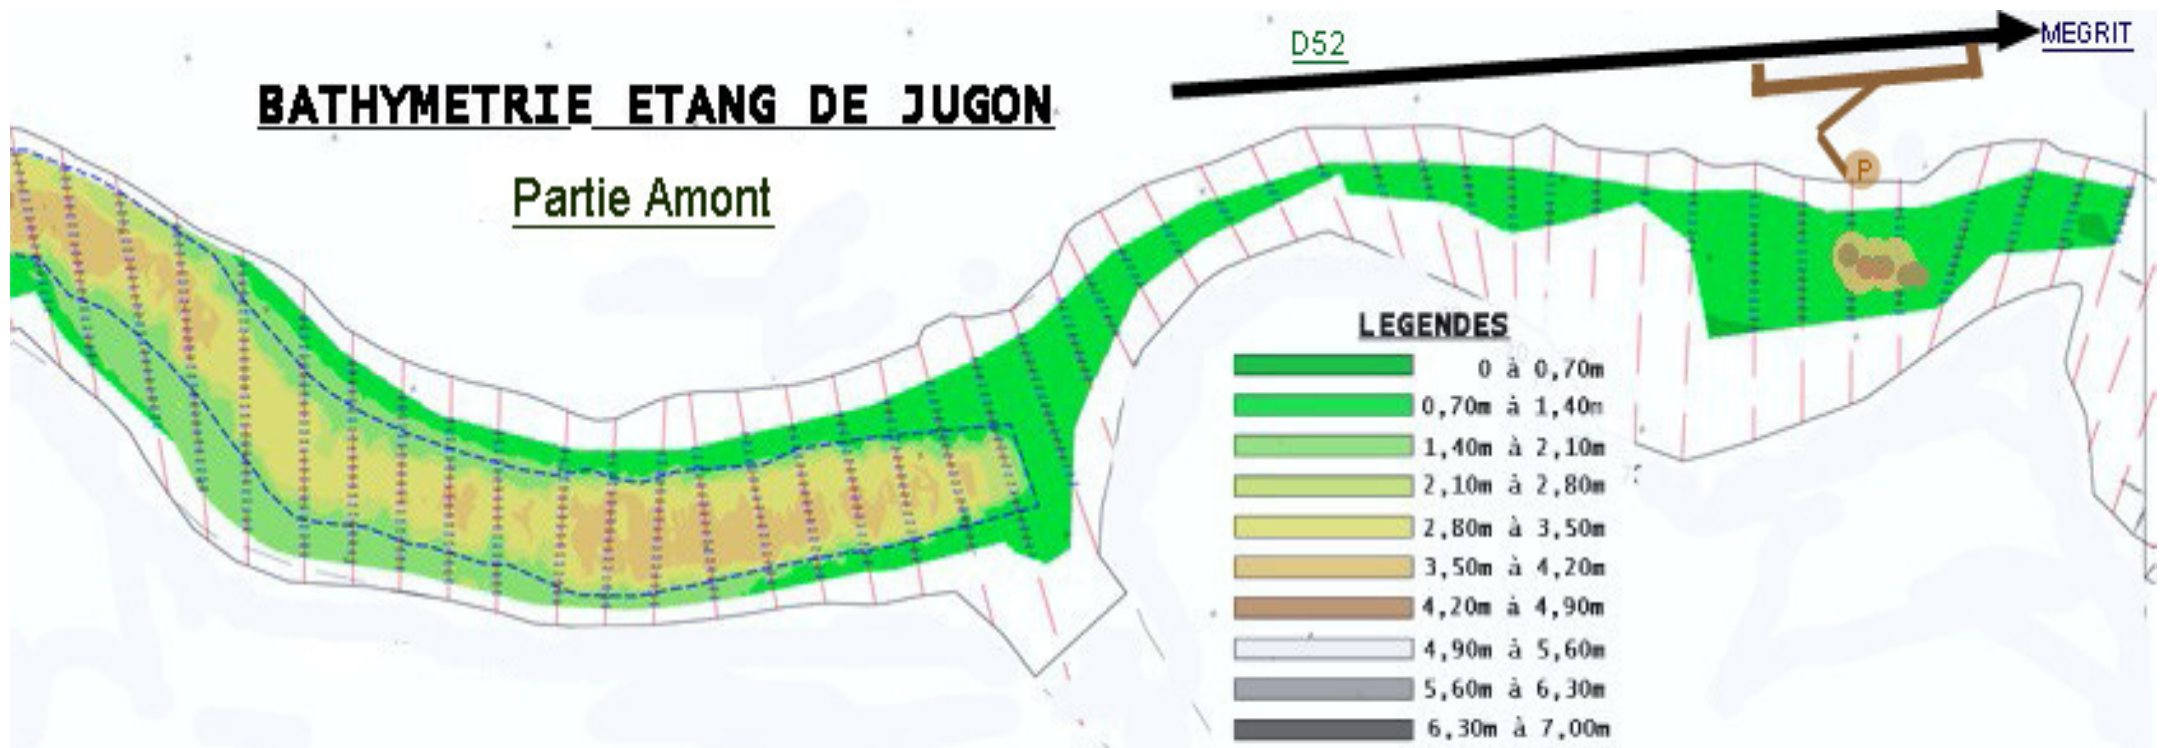 D52
MEGRIT
BATHYMETRIE ETANG DE JUGON
Partie Amont
P
LEGENDES
0 à 0,70m
0,70m à 1,40m
1,40m à 2,10m
2,10m à 2,80m
2,80m à 3,50m
3,50m à 4,20m
4,20m à 4,90m
4,90m à 5,60m
5,60m à 6,30m
6,30m à 7,00m